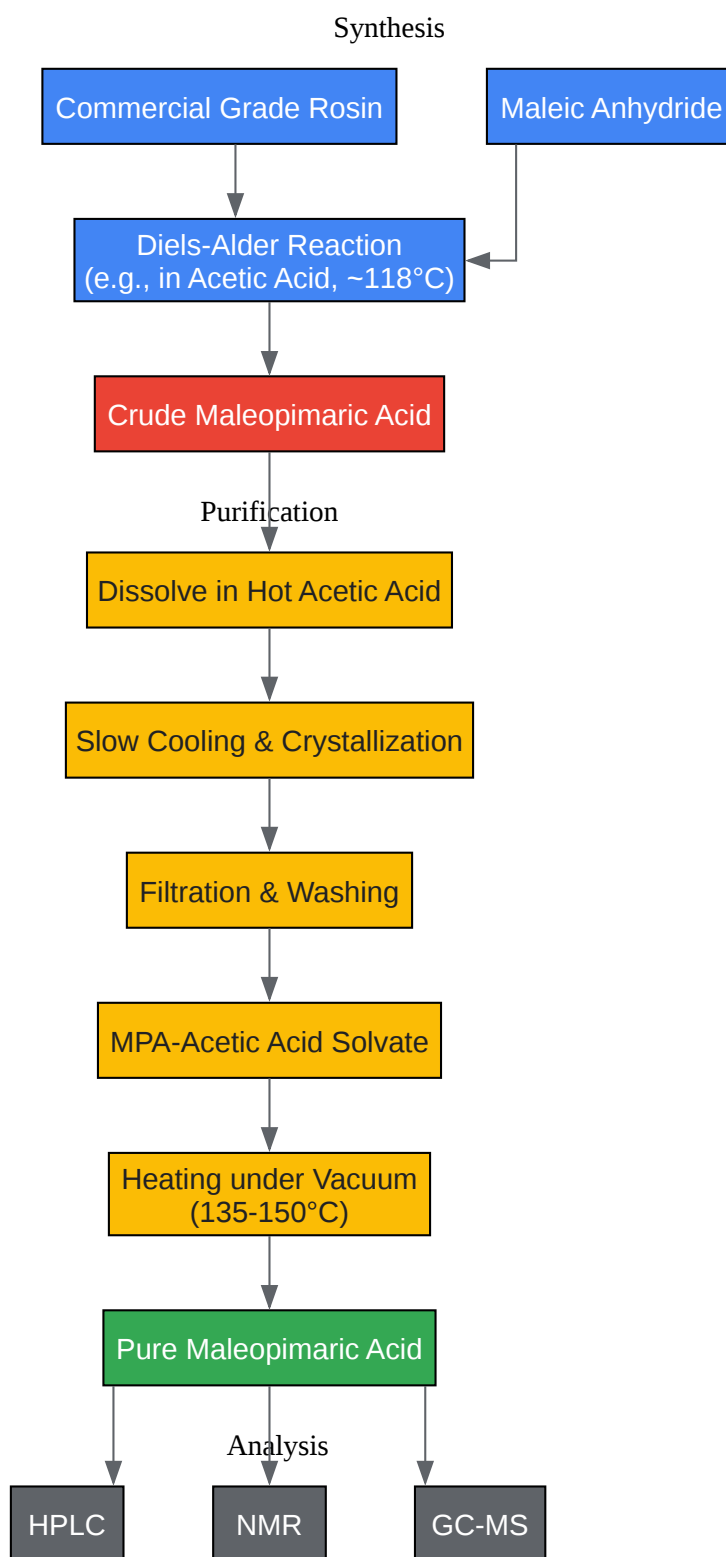 Synthesis
Commercial Grade Rosin
Maleic Anhydride
Diels-Alder Reaction
(e.g., in Acetic Acid, ~118°C)
Crude Maleopimaric Acid
Purification
Dissolve in Hot Acetic Acid
Slow Cooling & Crystallization
Filtration & Washing
MPA-Acetic Acid Solvate
Heating under Vacuum
(135-150°C)
Pure Maleopimaric Acid
Analysis
HPLC
NMR
GC-MS